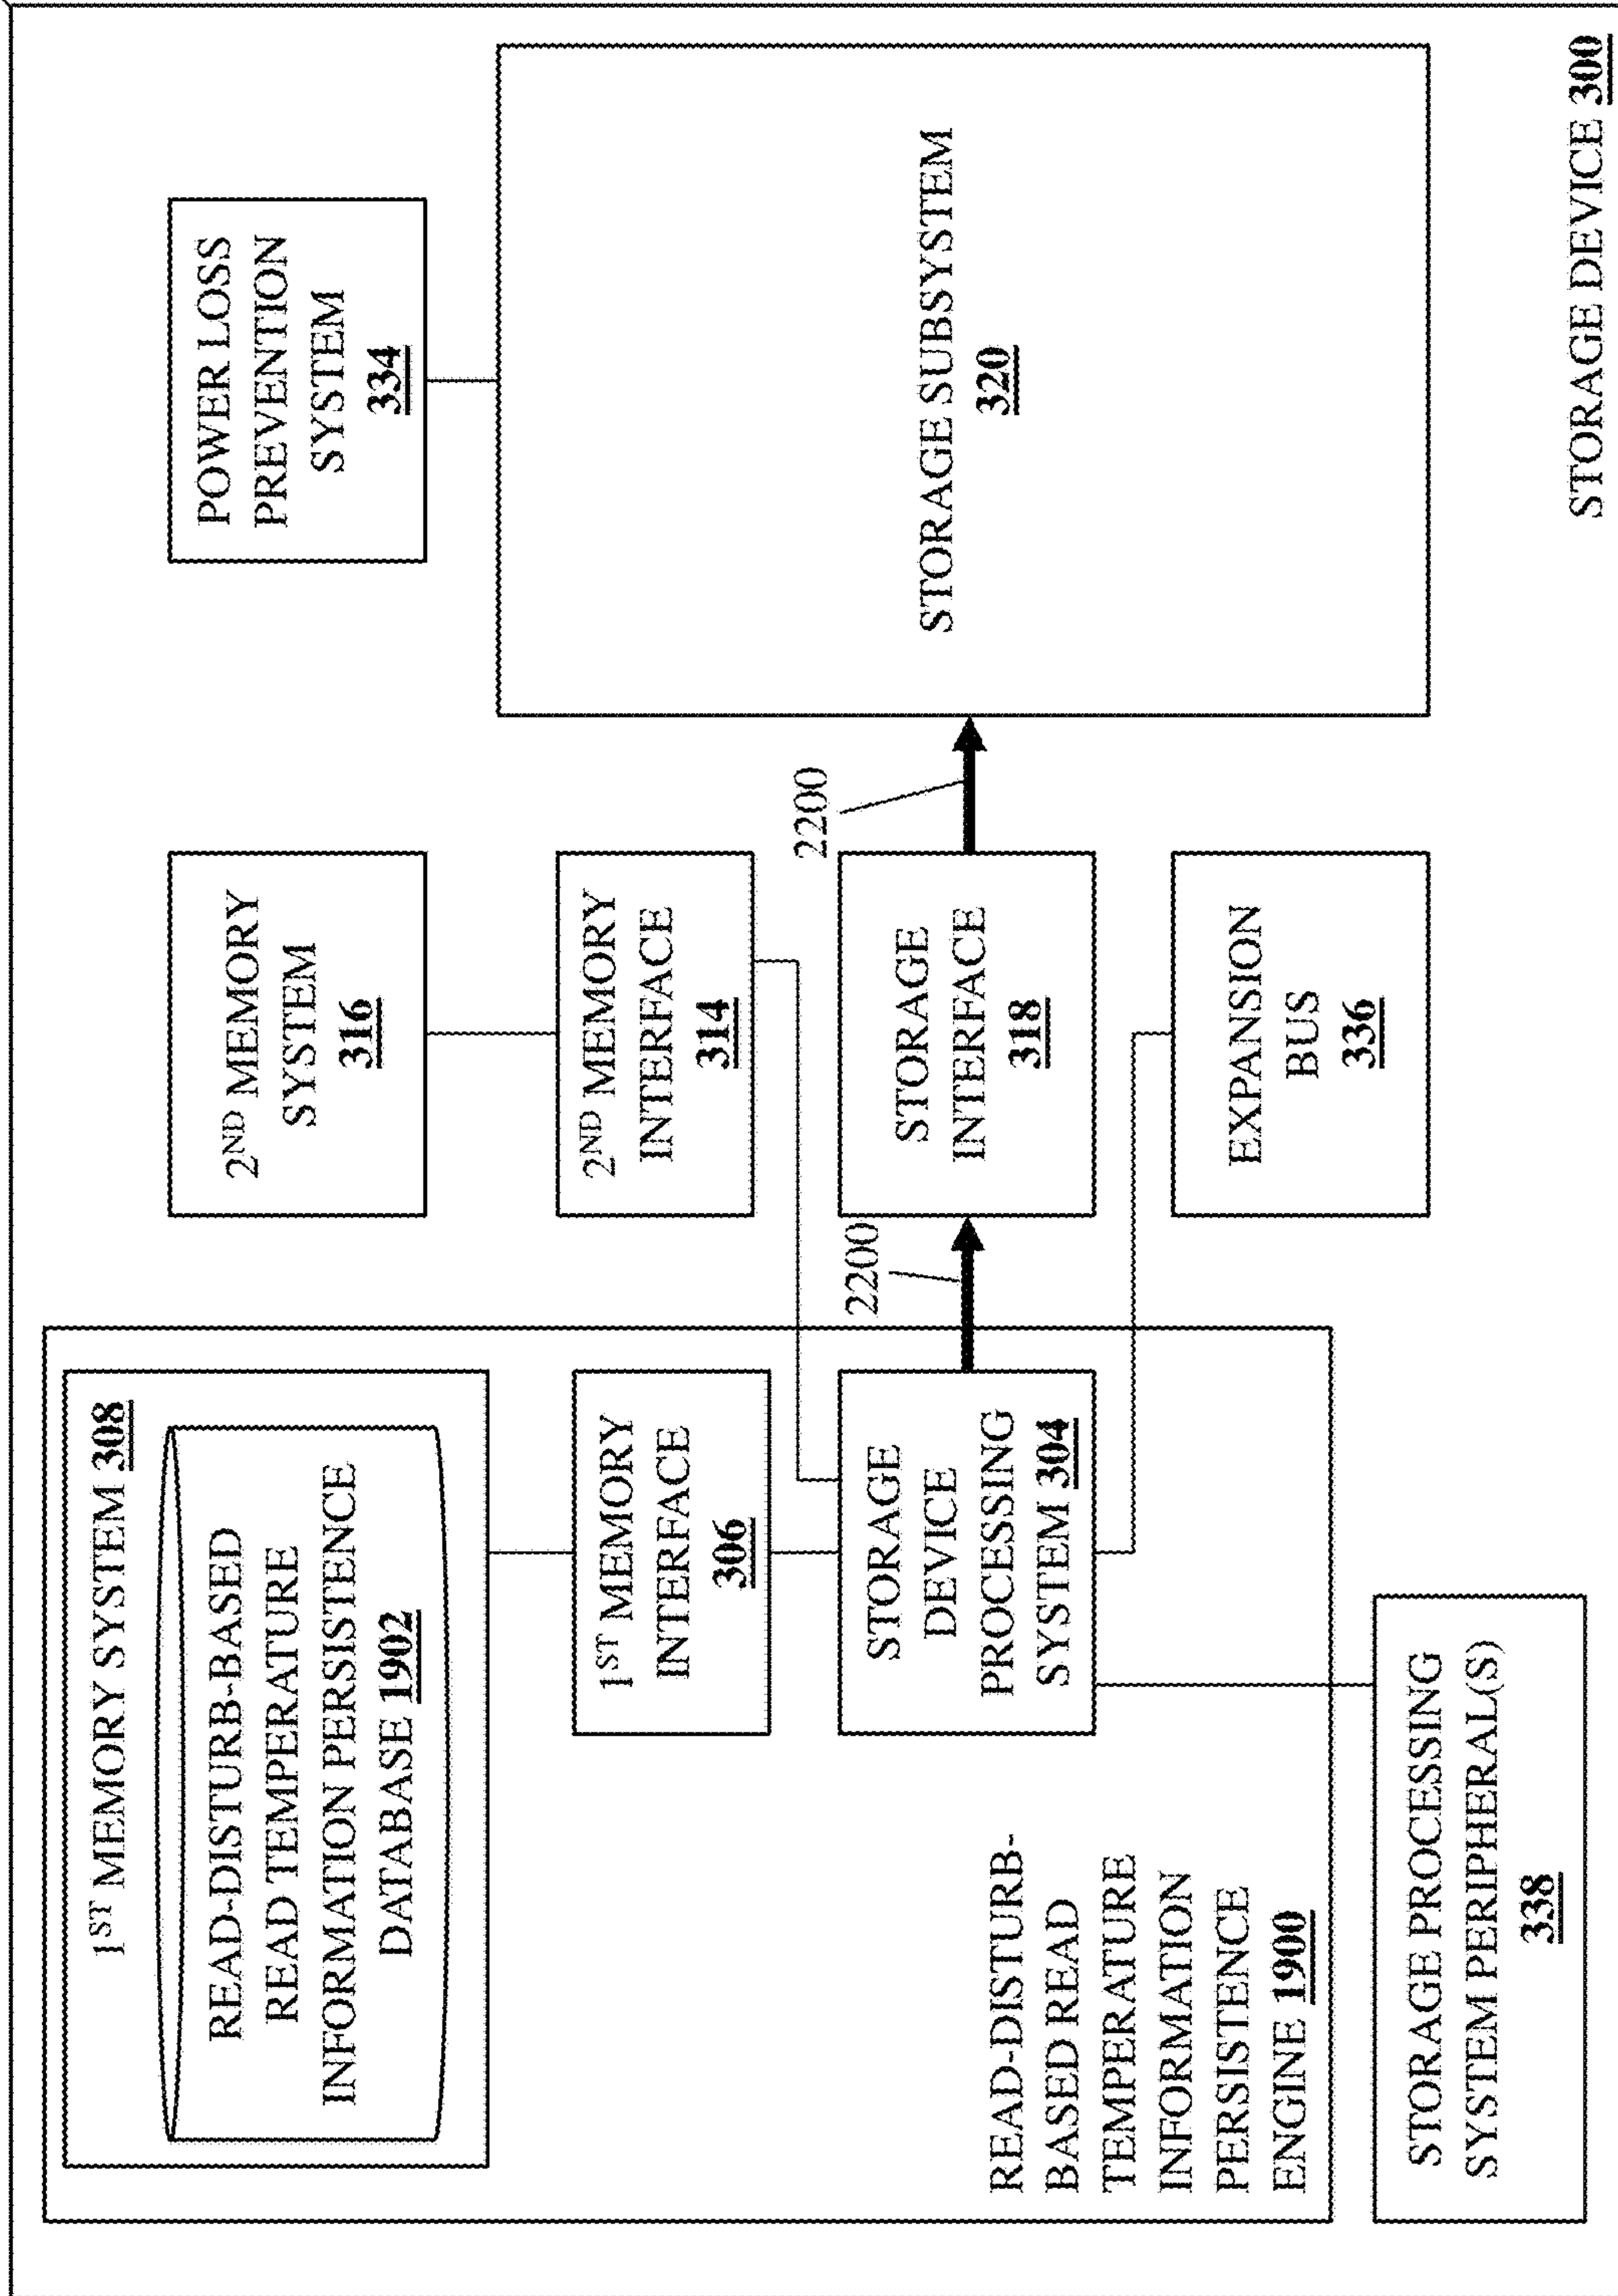 1ST MEMORY SYSTEM 308
READ-DISTURB-BASED
READ TEMPERATURE
INFORMATION PERSISTENCE
DATABASE 1902
1ST MEMORY
INTERFACE
306
STORAGE
DEVICE
PROCESSING
SYSTEM 304
READ-DISTURB-
BASED READ
TEMPERATURE
INFORMATION
PERSISTENCE
ENGINE 1900
STORAGE PROCESSING
SYSTEM PERIPHERAL(S)
338
2ND MEMORY
SYSTEM
316
2ND MEMORY
INTERFACE
314
2200
STORAGE
INTERFACE
318
2200
EXPANSION
BUS
336
POWER LOSS
PREVENTION
SYSTEM
334
STORAGE SUBSYSTEM
320
STORAGE DEVICE 300